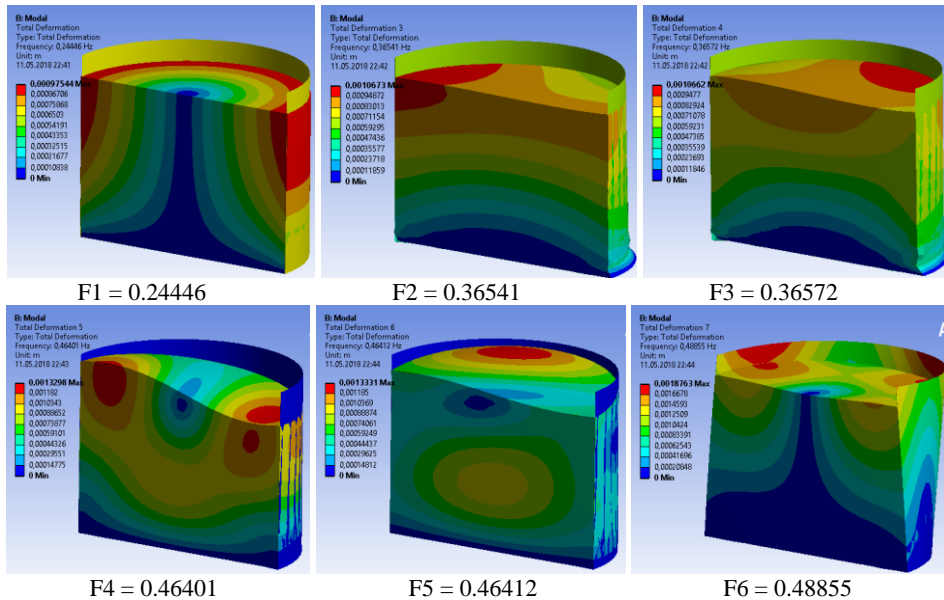 B: Modal
Total Deformation
Type: Total Deformation
Frequency: 0,24446 Hz
Unit: m
11.05.2018 22:41
0,00097544 Max
0,00086706
0,00075868
0,0006503
0,00054191
0,00043353
0,00032515
0,00021677
0,00010838
0 Min
F1 = 0.24446
B: Modal
Total Deformation 3
Type: Total Deformation
Frequency: 0,36541 Hz
Unit: m
11.05.2018 22:42
0,0010673 Max
0,00094872
0,00083013
0,00071154
0,00059295
0,00047436
0,00035577
0,00023718
0,00011859
0 Min
F2 = 0.36541
B: Modal
Total Deformation 4
Type: Total Deformation
Frequency: 0,36572 Hz
Unit: m
11.05.2018 22:42
0,0010662 Max
0,0009477
0,00082924
0,00071078
0,00059231
0,00047385
0,00035539
0,00023693
0,00011846
0 Min
F3 = 0.36572
B: Modal
Total Deformation 5
Type: Total Deformation
Frequency: 0,46401 Hz
Unit: m
11.05.2018 22:43
0,0013298 Max
0,001182
0,0010343
0,00088652
0,00073877
0,00059101
0,00044326
0,00029551
0,00014775
0 Min
F4 = 0.46401
B: Modal
Total Deformation 6
Type: Total Deformation
Frequency: 0,46412 Hz
Unit: m
11.05.2018 22:44
0,0013331 Max
0,001185
0,0010369
0,00088874
0,00074061
0,00059249
0,00044437
0,00029625
0,00014812
0 Min
F5 = 0.46412
B: Modal
Total Deformation 7
Type: Total Deformation
Frequency: 0,48855 Hz
Unit: m
11.05.2018 22:44
0,0018763 Max
0,0016678
0,0014593
0,0012509
0,0010424
0,00083391
0,00062543
0,00041696
0,00020848
0 Min
F6 = 0.48855